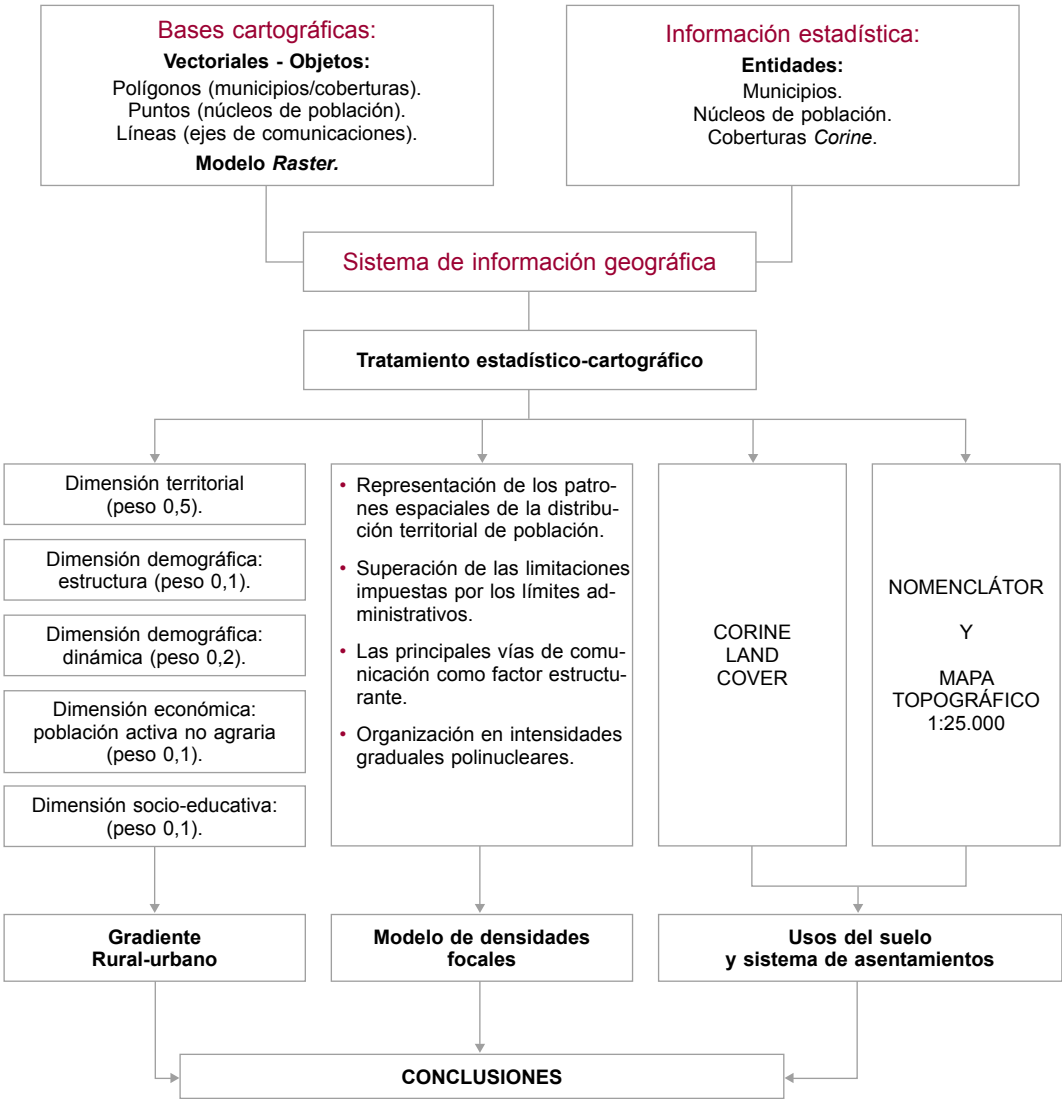 Bases cartográficas:
Vectoriales - Objetos:
Polígonos (municipios/coberturas).
Puntos (núcleos de población).
Líneas (ejes de comunicaciones).
Modelo Raster.
Información estadística:
Entidades:
Municipios.
Núcleos de población.
Coberturas Corine.
Sistema de información geográfica
Tratamiento estadístico-cartográfico
Dimensión territorial
(peso 0,5).
Dimensión demográfica:
estructura (peso 0,1).
Dimensión demográfica:
dinámica (peso 0,2).
Dimensión económica:
población activa no agraria
(peso 0,1).
Dimensión socio-educativa:
(peso 0,1).
• Representación de los patro-
nes espaciales de la distribu-
ción territorial de población.
• Superación de las limitaciones
impuestas por los límites ad-
ministrativos.
• Las principales vías de comu-
nicación como factor estructu-
rante.
• Organización en intensidades
graduales polinucleares.
CORINE
LAND
COVER
NOMENCLÁTOR
Y
MAPA
TOPOGRÁFICO
1:25.000
Gradiente
Rural-urbano
Modelo de densidades
focales
Usos del suelo
y sistema de asentamientos
CONCLUSIONES